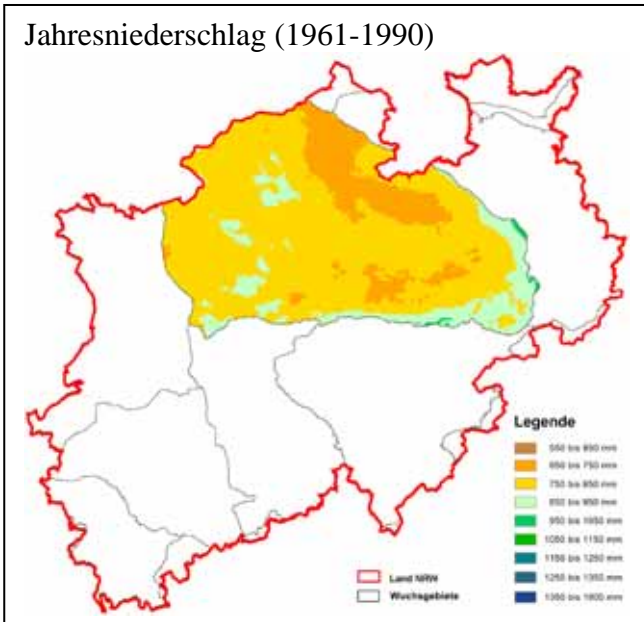 Jahresniederschlag (1961-1990)
Legende
550 bis 650 mm
650 bis 750 mm
750 bis 850 mm
850 bis 950 mm
950 bis 1050 mm
1050 bis 1150 mm
1150 bis 1250 mm
1250 bis 1350 mm
1350 bis 1600 mm
Land NRW
Wuchsgebiete